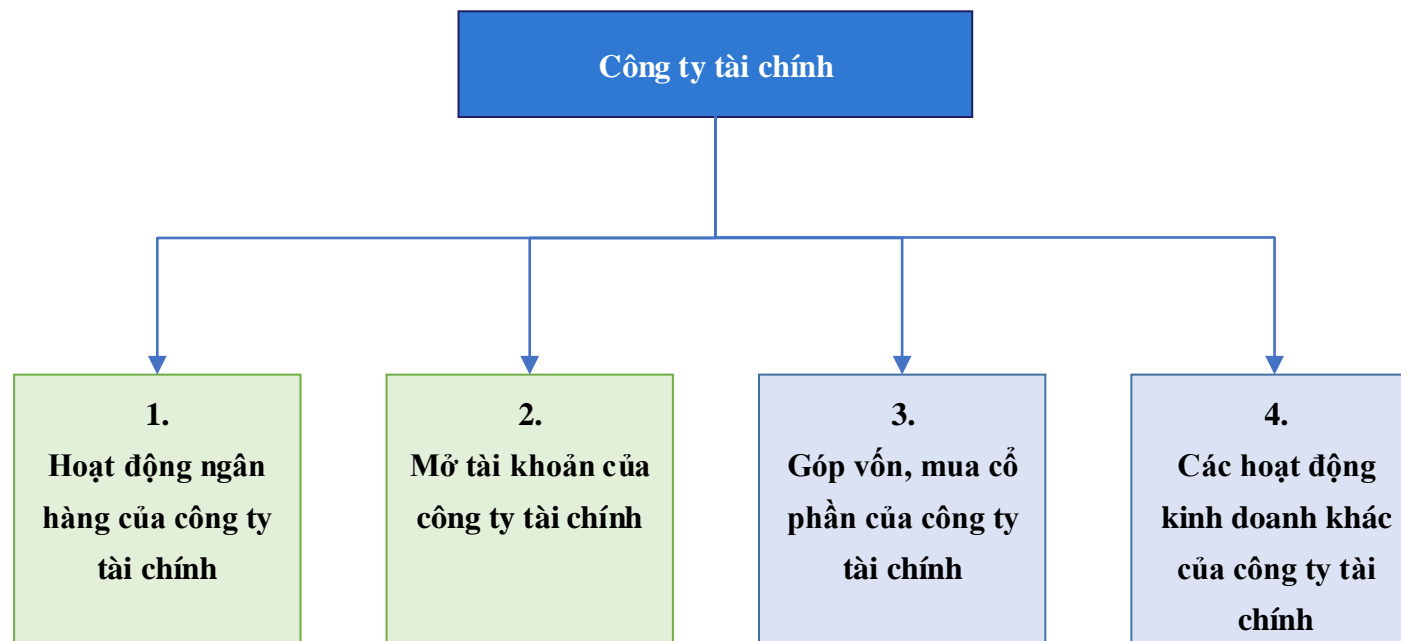 Công ty tài chính
1.
Hoạt động ngân
hàng của công ty
tài chính
2.
Mở tài khoản của
công ty tài chính
3.
Góp vốn, mua cổ
phần của công ty
tài chính
4.
Các hoạt động
kinh doanh khác
của công ty tài
chính